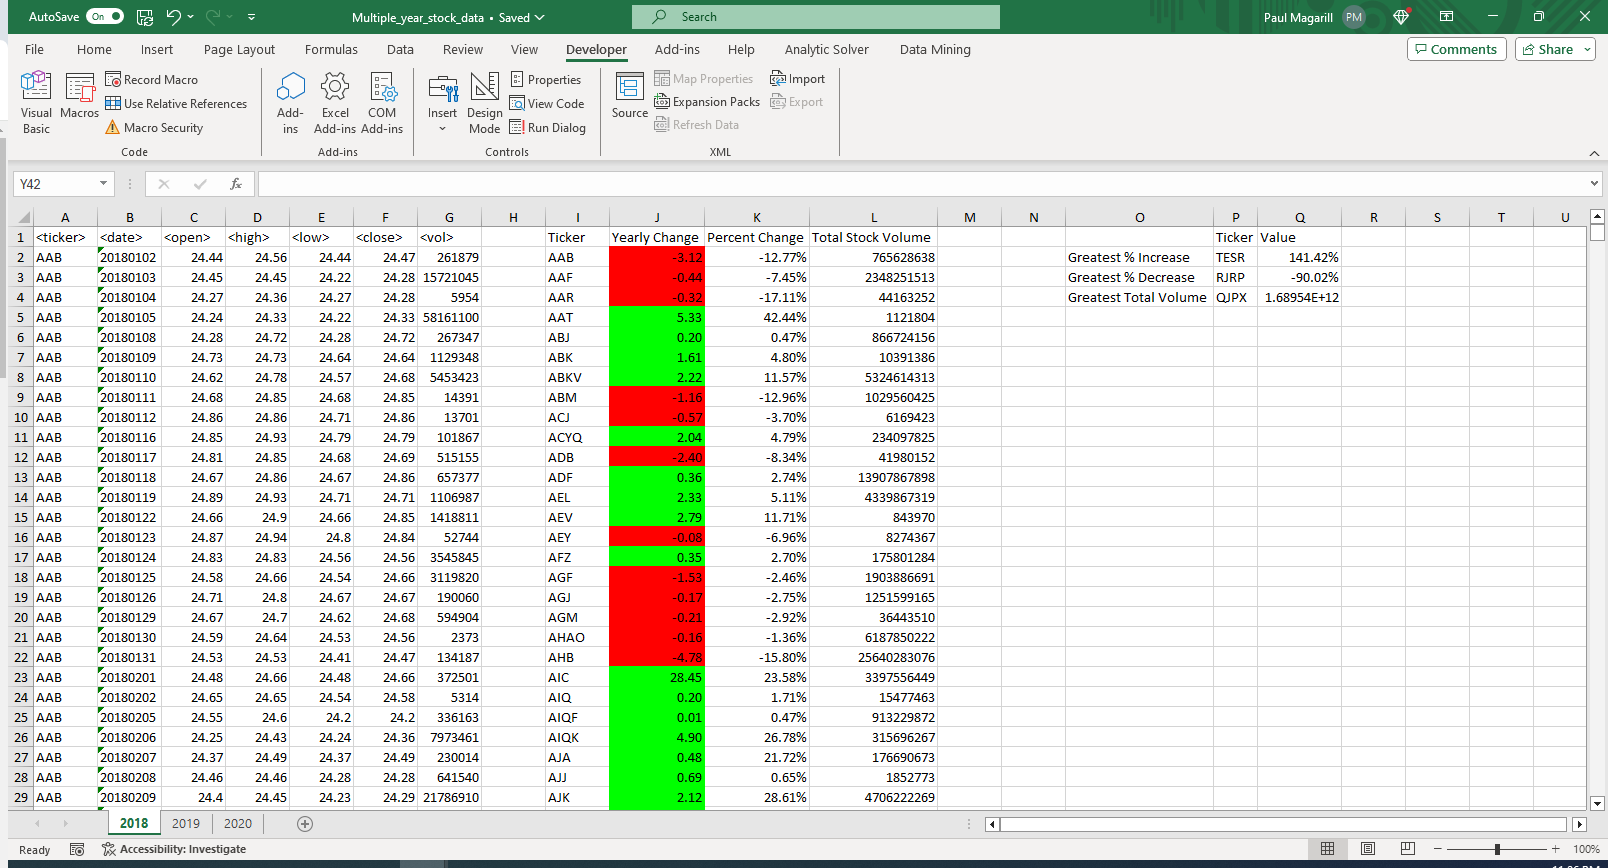 AutoSave On Multiple_year_stock_data • Saved Search Paul Magarill PM
File Home Insert Page Layout Formulas Data Review View Developer Add-ins Help Analytic Solver Data Mining Comments Share
Visual Basic Macros Record Macro Use Relative References Macro Security Code
Add-ins Excel Add-ins COM Add-ins Add-ins
Insert Design Mode Properties View Code Run Dialog Controls
Source Map Properties Expansion Packs Refresh Data Import Export XML
Y42 fx
A B C D E F G H I J K L M N O P Q R S T U
1 <ticker> <date> <open> <high> <low> <close> <vol> Ticker Yearly Change Percent Change Total Stock Volume Ticker Value
2 AAB 20180102 24.44 24.56 24.44 24.47 261879 AAB -3.12 -12.77% 765628638 Greatest % Increase TESR 141.42%
3 AAB 20180103 24.45 24.45 24.22 24.28 15721045 AAF -0.44 -7.45% 2348251513 Greatest % Decrease RJRP -90.02%
4 AAB 20180104 24.27 24.36 24.27 24.28 5954 AAR -0.32 -17.11% 44163252 Greatest Total Volume QJPX 1.68954E+12
5 AAB 20180105 24.24 24.33 24.22 24.33 58161100 AAT 5.33 42.44% 1121804
6 AAB 20180108 24.28 24.72 24.28 24.72 267347 ABJ 0.20 0.47% 866724156
7 AAB 20180109 24.73 24.73 24.64 24.64 1129348 ABK 1.61 4.80% 10391386
8 AAB 20180110 24.62 24.78 24.57 24.68 5453423 ABKV 2.22 11.57% 5324614313
9 AAB 20180111 24.68 24.85 24.68 24.85 14391 ABM -1.16 -12.96% 1029560425
10 AAB 20180112 24.86 24.86 24.71 24.86 13701 ACJ -0.57 -3.70% 6169423
11 AAB 20180116 24.85 24.93 24.79 24.79 101867 ACYQ 2.04 4.79% 234097825
12 AAB 20180117 24.81 24.85 24.68 24.69 515155 ADB -2.40 -8.34% 41980152
13 AAB 20180118 24.67 24.86 24.67 24.86 657377 ADF 0.36 2.74% 13907867898
14 AAB 20180119 24.89 24.93 24.71 24.71 1106987 AEL 2.33 5.11% 4339867319
15 AAB 20180122 24.66 24.9 24.66 24.85 1418811 AEV 2.79 11.71% 843970
16 AAB 20180123 24.87 24.94 24.8 24.84 52744 AEY -0.08 -6.96% 8274367
17 AAB 20180124 24.83 24.83 24.56 24.56 3545845 AFZ 0.35 2.70% 175801284
18 AAB 20180125 24.58 24.66 24.54 24.66 3119820 AGF -1.53 -2.46% 1903886691
19 AAB 20180126 24.71 24.8 24.67 24.67 190060 AGJ -0.17 -2.75% 1251599165
20 AAB 20180129 24.67 24.7 24.62 24.68 594904 AGM -0.21 -2.92% 36443510
21 AAB 20180130 24.59 24.64 24.53 24.56 2373 AHAO -0.16 -1.36% 6187850222
22 AAB 20180131 24.53 24.53 24.41 24.47 134187 AHB -4.78 -15.80% 25640283076
23 AAB 20180201 24.48 24.66 24.48 24.66 372501 AIC 28.45 23.58% 3397556449
24 AAB 20180202 24.65 24.65 24.54 24.58 5314 AIQ 0.20 1.71% 15477463
25 AAB 20180205 24.55 24.6 24.2 24.2 336163 AIQF 0.01 0.47% 913229872
26 AAB 20180206 24.25 24.43 24.24 24.36 7973461 AIQK 4.90 26.78% 315696267
27 AAB 20180207 24.37 24.49 24.37 24.49 230014 AJA 0.48 21.72% 176690673
28 AAB 20180208 24.46 24.46 24.28 24.28 641540 AJJ 0.69 0.65% 1852773
29 AAB 20180209 24.4 24.45 24.23 24.29 21786910 AJK 2.12 28.61% 4706222269
2018 2019 2020
Ready Accessibility: Investigate 100%